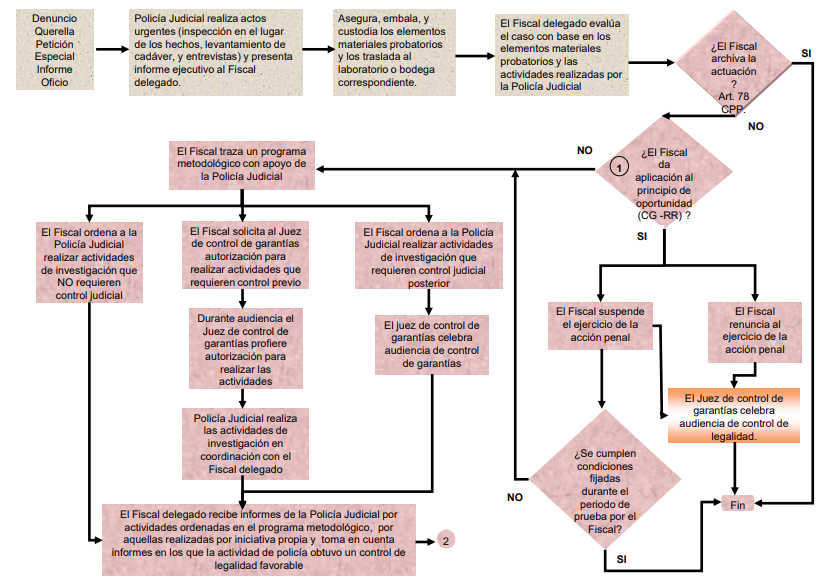 Denuncio
Querella
Petición
Especial
Informe
Oficio
Policía Judicial realiza actos
urgentes (inspección en el lugar
de los hechos, levantamiento de
cadáver, y entrevistas) y presenta
informe ejecutivo al Fiscal
delegado.
Asegura, embala, y
custodia los elementos
materiales probatorios
y los traslada al
laboratorio o bodega
correspondiente.
El Fiscal delegado evalúa
el caso con base en los
elementos materiales
probatorios y las
actividades realizadas por
la Policía Judicial
¿El Fiscal
archiva la
actuación
?
Art. 78
CPP.
SI
NO
¿El Fiscal
da
aplicación al
principio de
oportunidad
(CG -RR) ?
1
NO
SI
El Fiscal traza un programa
metodológico con apoyo de
la Policía Judicial
El Fiscal ordena a la
Policía Judicial
realizar actividades
de investigación que
NO requieren
control judicial
El Fiscal solicita al Juez
de control de garantías
autorización para
realizar actividades que
requieren control previo
El Fiscal ordena a la Policía
Judicial realizar actividades
de investigación que
requieren control judicial
posterior
Durante audiencia el
Juez de control de
garantías profiere
autorización para
realizar las
actividades
El juez de control de
garantías celebra
audiencia de control
de garantías
El Fiscal suspende
el ejercicio de la
acción penal
El Fiscal
renuncia al
ejercicio de la
acción penal
El Juez de control de
garantías celebra
audiencia de control de
legalidad.
Policía Judicial realiza
las actividades de
investigación en
coordinación con el
Fiscal delegado
¿Se cumplen
condiciones
fijadas
durante el
periodo de
prueba por el
Fiscal?
NO
SI
Fin
El Fiscal delegado recibe informes de la Policía Judicial por
actividades ordenadas en el programa metodológico, por
aquellas realizadas por iniciativa propia y toma en cuenta
informes en los que la actividad de policía obtuvo un control de
legalidad favorable
2